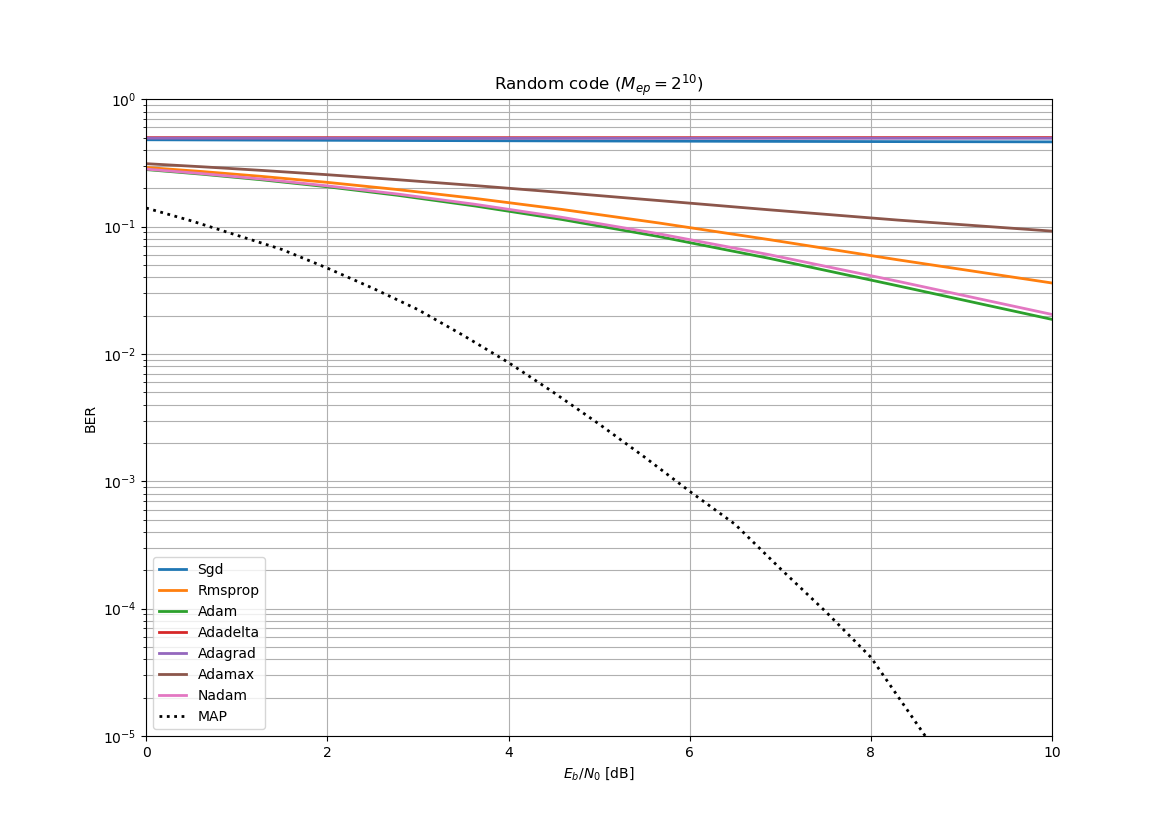 Random code (M_{ep} = 2^{10})
10^0
10^{-1}
10^{-2}
10^{-3}
10^{-4}
10^{-5}
BER
Sgd
Rmsprop
Adam
Adadelta
Adagrad
Adamax
Nadam
MAP
0 2 4 6 8 10
E_b/N_0 [dB]